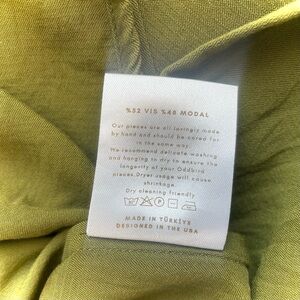 %52 VIS %48 MODAL
Our pieces are all lovingly made
by hand and should be cared for
in the same way.
We recommend delicate washing
and hanging to dry to ensure the
longevity of your Oddbird
pieces. Dryer usage will cause
shrinkage.
Dry cleaning friendly
MADE IN TÜRKİYE
DESIGNED IN THE USA